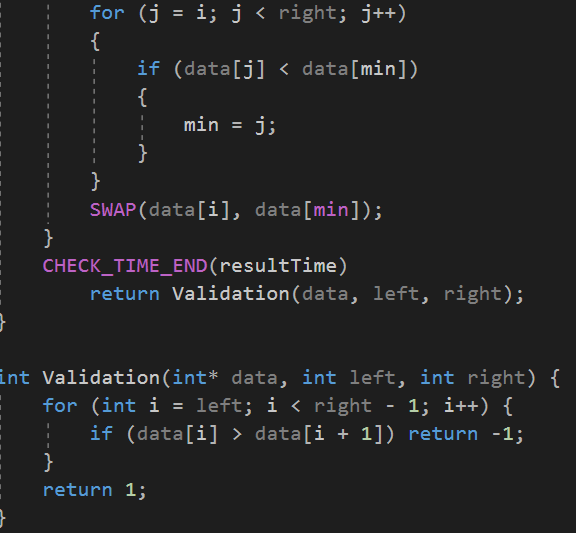 for (j = i; j < right; j++)
{
if (data[j] < data[min])
{
min = j;
}
}
SWAP(data[i], data[min]);
}
CHECK_TIME_END(resultTime)
return Validation(data, left, right);
}
int Validation(int* data, int left, int right) {
for (int i = left; i < right - 1; i++) {
if (data[i] > data[i + 1]) return -1;
}
return 1;
}